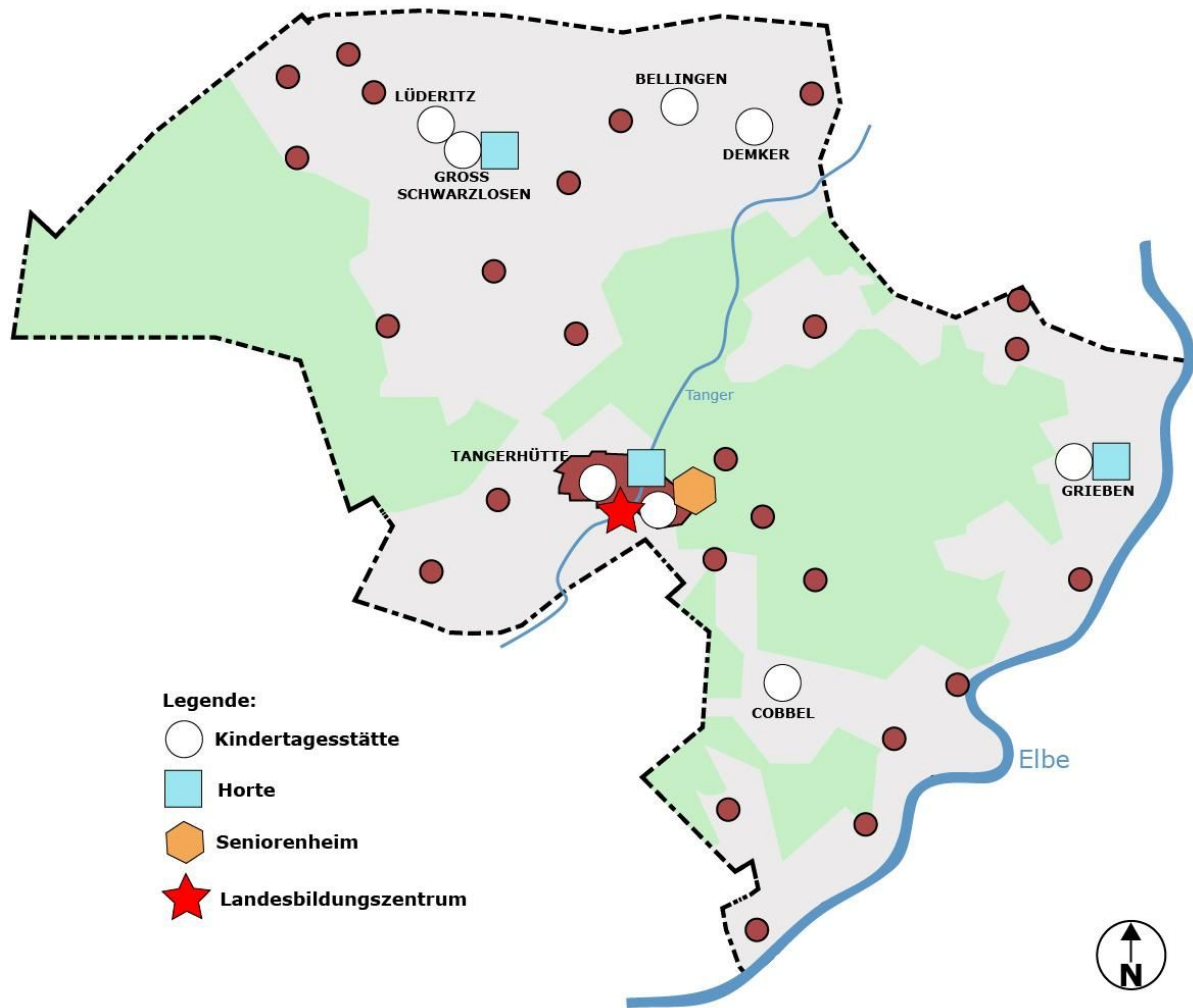 BELLINGEN
LÜDERITZ
DEMKER
GROSS
SCHWARZLOSEN
Tanger
TANGERHÜTTE
GRIEBEN
COBBEL
Elbe
Legende:
Kindertagesstätte
Horte
Seniorenheim
Landesbildungszentrum
N